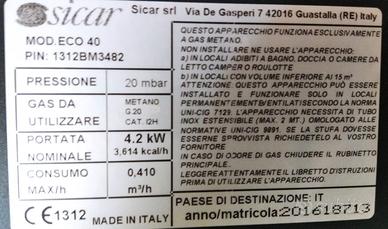 sicar
Sicar srl Via De Gasperi 7 42016 Guastalla (RE) Italy
MOD.ECO 40
PIN: 1312BM3482
PRESSIONE 20 mbar
GAS DA UTILIZZARE METANO G.20 CAT. I2H
PORTATA NOMINALE 4.2 kW 3,614 kcal/h
CONSUMO MAX/h 0,410 m³/h
CE 1312 MADE IN ITALY
QUESTO APPARECCHIO FUNZIONA ESCLUSIVAMENTE
A GAS METANO.
NON INSTALLARE NE USARE L'APPARECCHIO:
a) IN LOCALI ADIBITI A BAGNO, DOCCIA O CAMERA DA
LETTO CAMPER O ROULOTTE
b) IN LOCALI CON VOLUME INFERIORE AI 15 m³
ATTENZIONE QUESTO APPARECCHIO PUÒ ESSERE
INSTALLATO E FUNZIONARE SOLO IN LOCALI
PERMANENTEMENTE VENTILATI SECONDO LA NORMA
UNI-CIG 7129. L'APPARECCHIO NECESSITA DI TUBO
INOX ESTENSIBILE (MAX. 2 MT) OMOLOGATO ALLE
NORMATIVE UNI-CIG 9891. SE LA STUFA DOVESSE
ESSERNE SPROVVISTA RICHIEDETELO AL VOSTRO
FORNITORE
IN CASO DI ODORE DI GAS CHIUDERE IL RUBINETTO
PRINCIPALE.
LEGGERE ATTENTAMENTE IL LIBRETTO D'ISTRUZIONI
PRIMA DI UTILIZZARE L'APPARECCHIO.
PAESE DI DESTINAZIONE: IT
anno/matricola:201618713